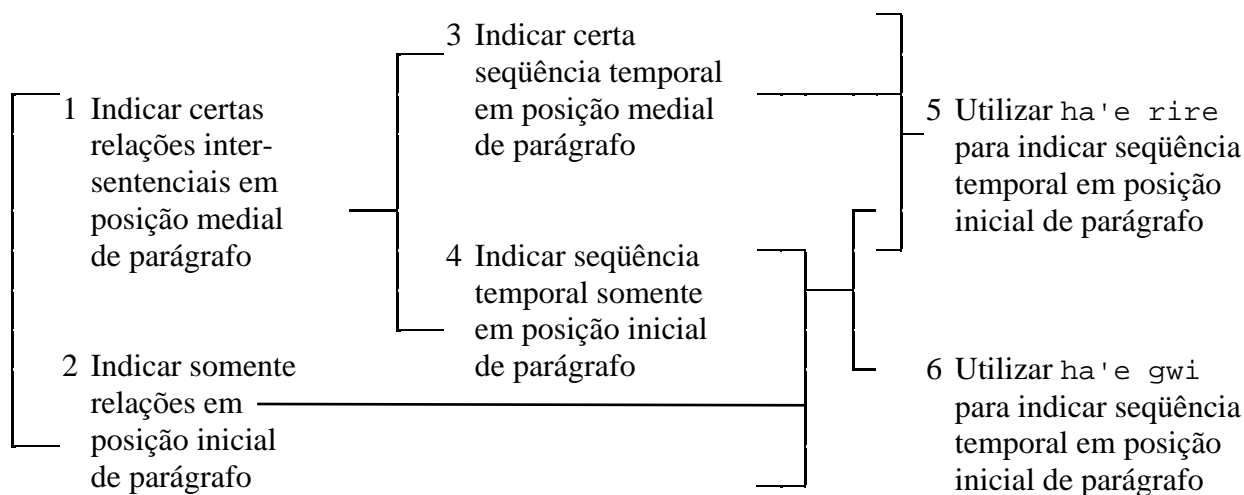 1 Indicar certas
relações inter-
sentenciais em
posição medial
de parágrafo
2 Indicar somente
relações em
posição inicial
de parágrafo
3 Indicar certa
seqüência temporal
em posição medial
de parágrafo
4 Indicar seqüência
temporal somente
em posição inicial
de parágrafo
5 Utilizar ha'e rire
para indicar seqüência
temporal em posição
inicial de parágrafo
6 Utilizar ha'e gwi
para indicar seqüência
temporal em posição
inicial de parágrafo